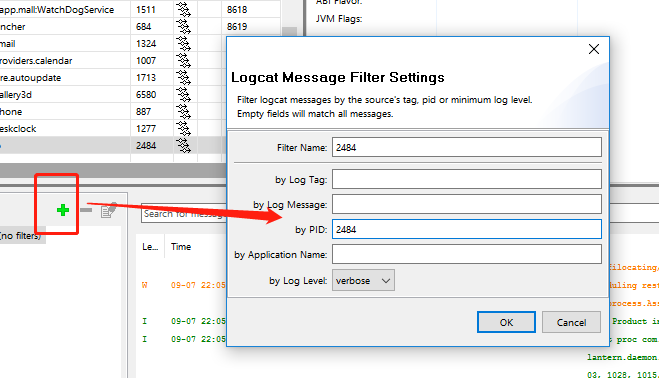 app.mall:WatchDogService 1511 8618
ncher 684 8619
mail 1324
roviders.calendar 1007
re.autoupdate 1713
allery3d 6580
hone 887
eskclock 1277
2484
ABI Flavor:
JVM Flags:
Logcat Message Filter Settings
Filter logcat messages by the source's tag, pid or minimum log level.
Empty fields will match all messages.
Filter Name: 2484
by Log Tag:
by Log Message:
by PID: 2484
by Application Name:
by Log Level: verbose
OK Cancel
(no filters)
Search for messag
Le... Time
filocating,
W 09-07 22:05 duling rest
process.Ass
I 09-07 22:05 Product in
I 09-07 22:05 t proc com
lantern.daemon
03, 1028, 1015,